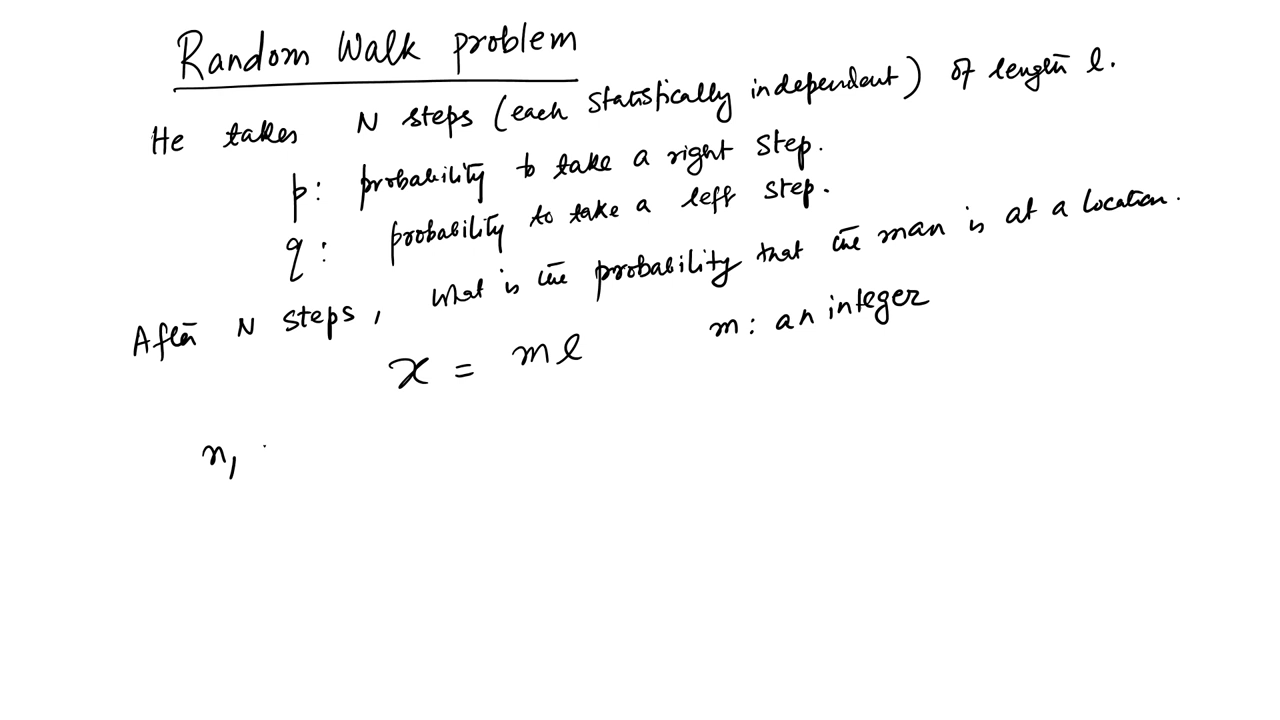 Random Walk problem
He takes N steps (each statistically independent) of length l.
p: probability to take a right step.
q: probability to take a left step.
After N steps, what is the probability that the man is at a location.
x = ml m: an integer
n,